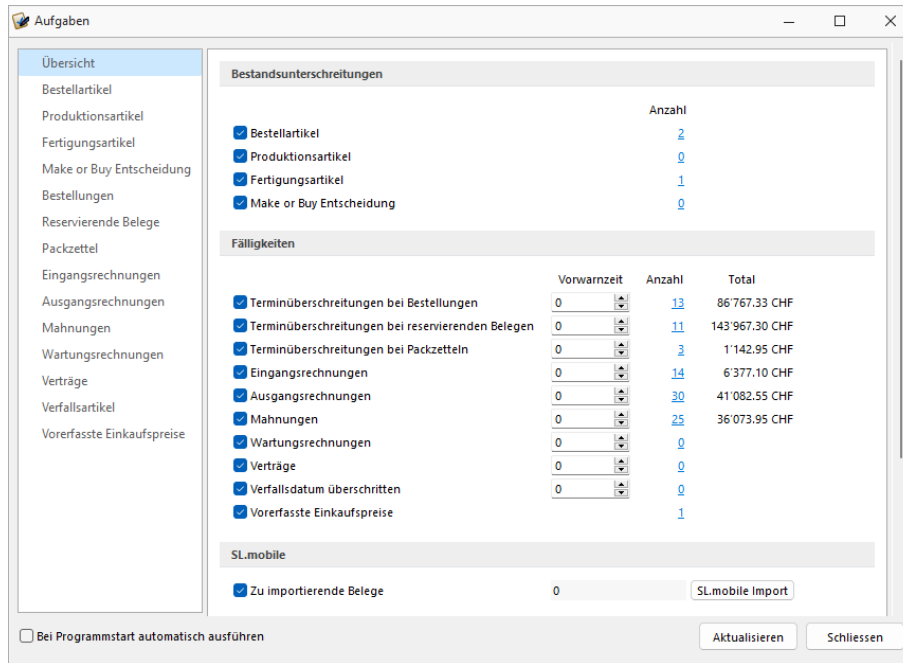 Aufgaben
Übersicht
Bestellartikel
Produktionsartikel
Fertigungsartikel
Make or Buy Entscheidung
Bestellungen
Reservierende Belege
Packzettel
Eingangsrechnungen
Ausgangsrechnungen
Mahnungen
Wartungsrechnungen
Verträge
Verfallsartikel
Vorerfasste Einkaufspreise
Bestandsunterschreitungen
Anzahl
Bestellartikel 2
Produktionsartikel 0
Fertigungsartikel 1
Make or Buy Entscheidung 0
Fälligkeiten
Vorwarnzeit Anzahl Total
Terminüberschreitungen bei Bestellungen 0 13 86'767.33 CHF
Terminüberschreitungen bei reservierenden Belegen 0 11 143'967.30 CHF
Terminüberschreitungen bei Packzetteln 0 3 1'142.95 CHF
Eingangsrechnungen 0 14 6'377.10 CHF
Ausgangsrechnungen 0 30 41'082.55 CHF
Mahnungen 0 25 36'073.95 CHF
Wartungsrechnungen 0 0
Verträge 0 0
Verfallsdatum überschritten 0 0
Vorerfasste Einkaufspreise 1
SL.mobile
Zu importierende Belege 0 SL.mobile Import
Bei Programmstart automatisch ausführen Aktualisieren Schliessen